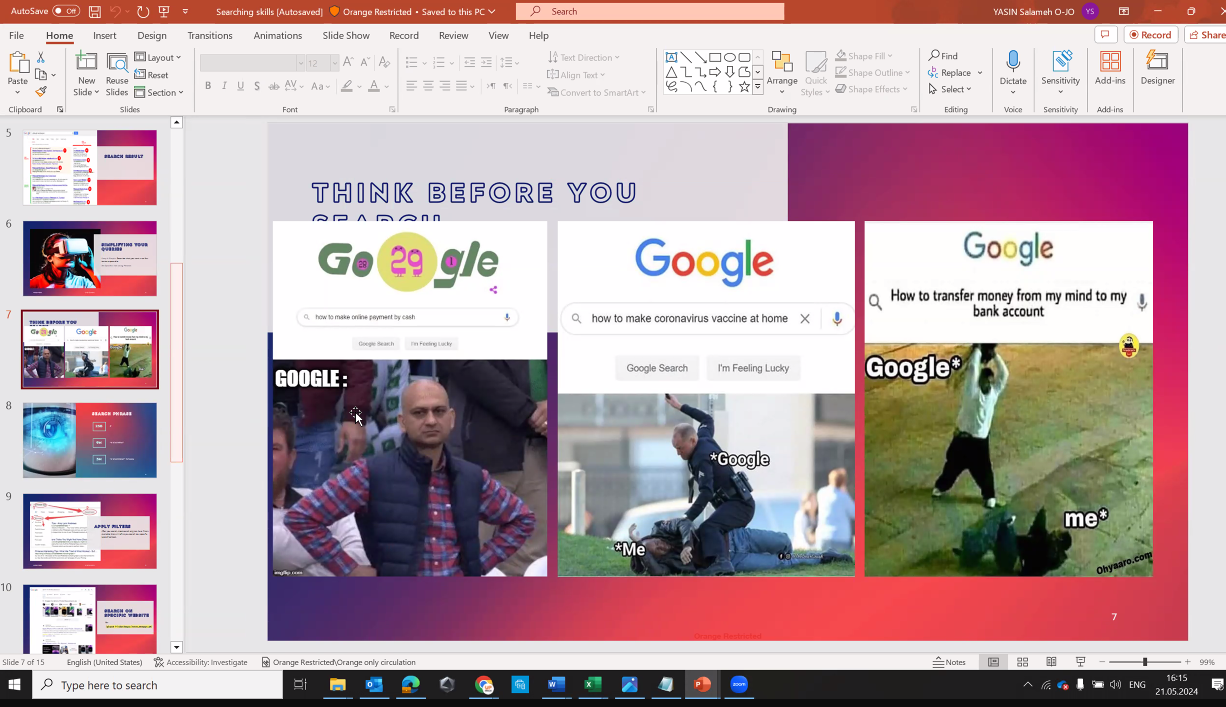 AutoSave Off
Searching skills [Autosaved] Orange Restricted • Saved to this PC
Search
YASIN Salameh O-JO YS
File Home Insert Design Transitions Animations Slide Show Record Review View Help
Record Share
Paste
New Slide
Reuse Slides
Layout
Reset
Section
12
Text Direction
Align Text
Convert to SmartArt
Arrange
Quick Styles
Shape Fill
Shape Outline
Shape Effects
Find
Replace
Select
Dictate
Sensitivity
Add-ins
Designer
Clipboard Slides Font Paragraph Drawing Editing Voice Sensitivity Add-ins
5
SEARCH RESULT
6
SIMPLIFYING YOUR
7
THINK BEFORE YOU
8
SEARCH PHRASE
9
APPLY FILTERS
10
SEARCH ON
SPECIFIC WEBSITE
THINK BEFORE YOU
SEARCH
Google
29
how to make online payment by cash
Google Search I'm Feeling Lucky
GOOGLE :
imgflip.com
Google
how to make coronavirus vaccine at home
Google Search I'm Feeling Lucky
*Google
*Me
Google
How to transfer money from my mind to my
bank account
Google*
me*
Ohyaaro.com
7
Orange Restricted
Slide 7 of 15 English (United States) Accessibility: Investigate Orange Restricted\Orange only circulation
Notes
99%
Type here to search
ENG
16:15
21.05.2024